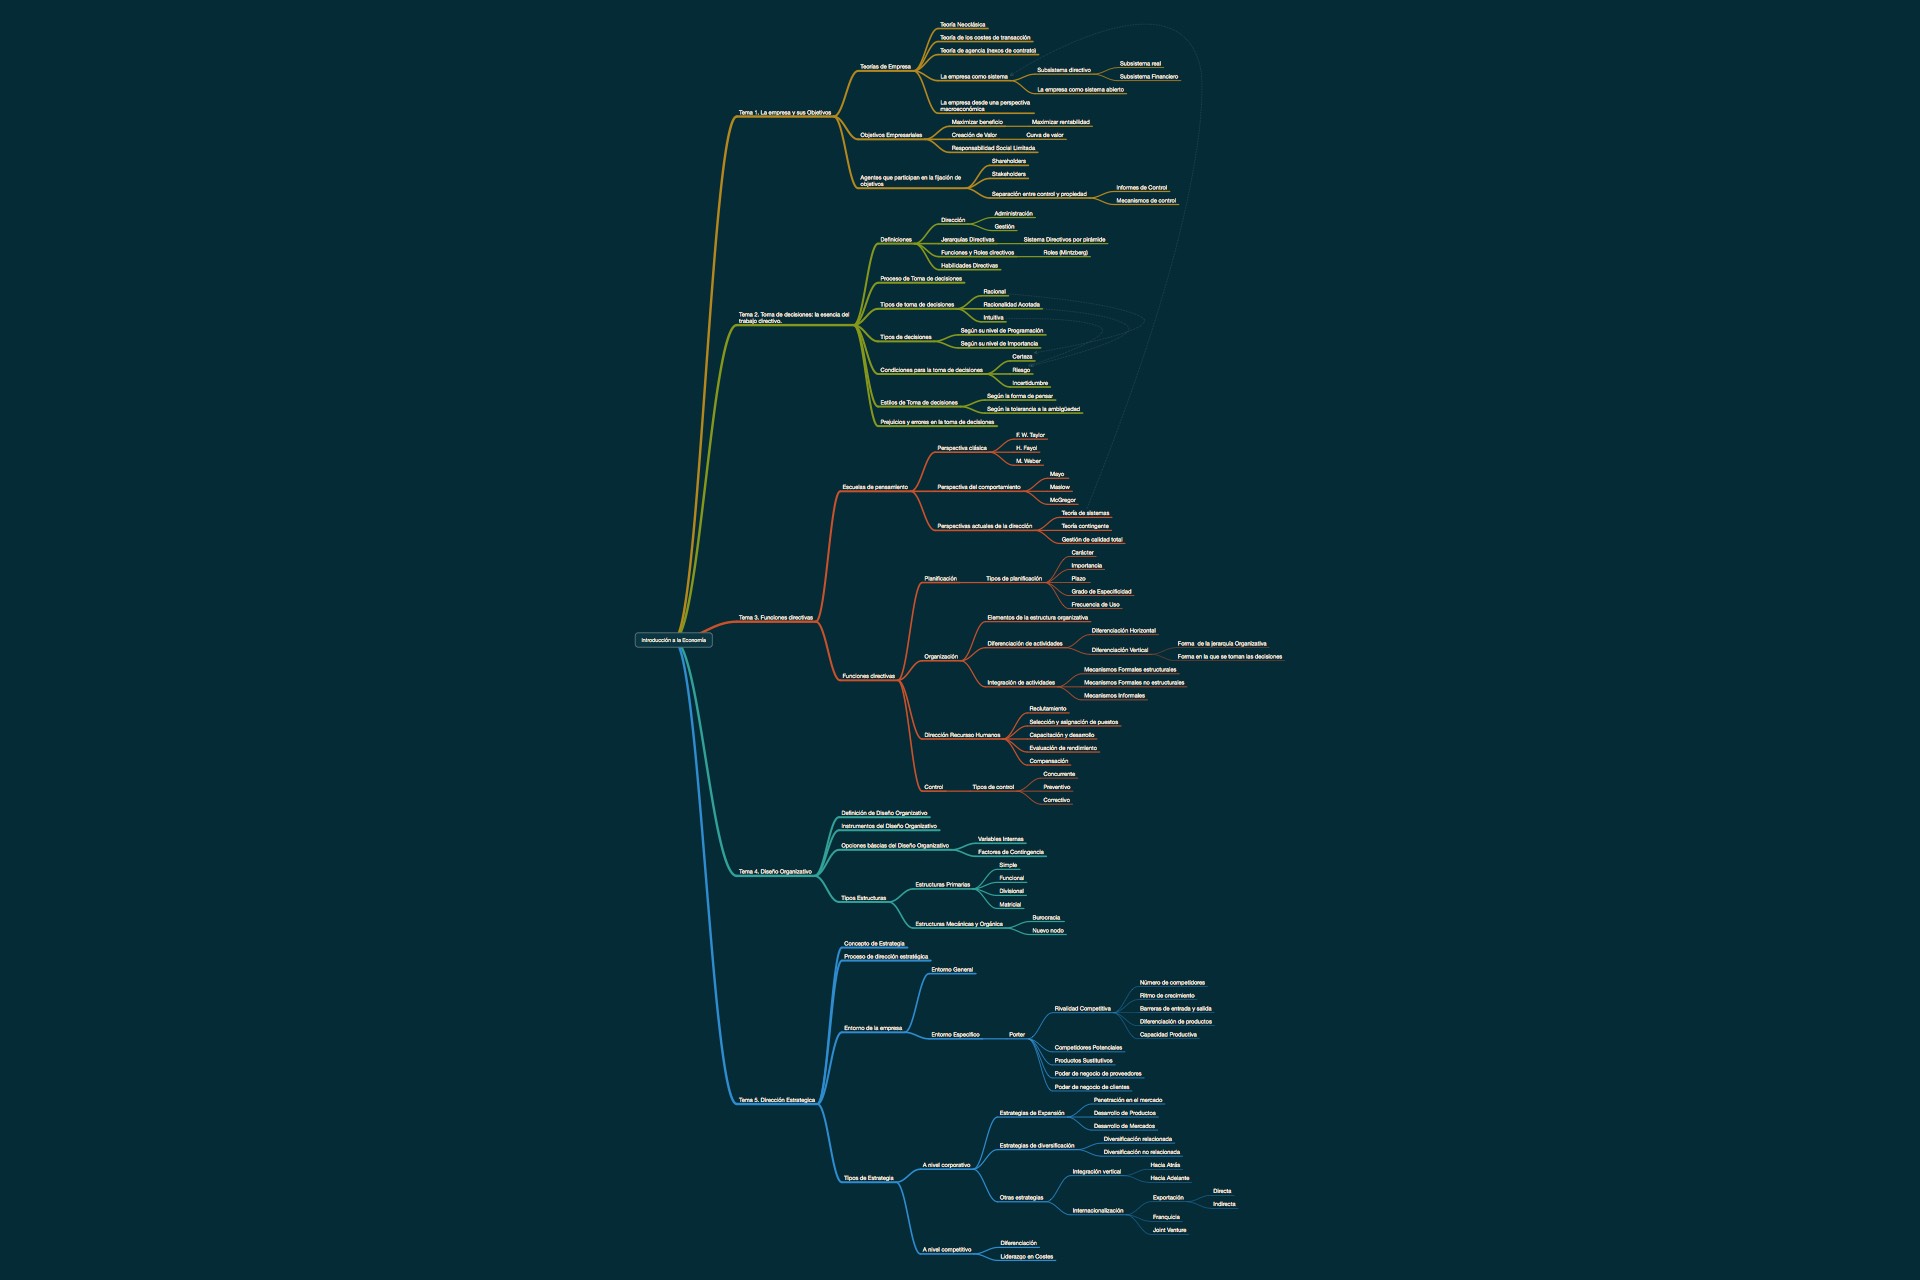 Introducción a la Economía
Tema 1. La empresa y sus Objetivos
Teorías de Empresa
Teoría Neoclásica
Teoría de los costes de transacción
Teoría de agencia (nexos de contrato)
La empresa como sistema
Subsistema directivo
Subsistema real
Subsistema Financiero
La empresa como sistema abierto
La empresa desde una perspectiva
macroeconómica
Objetivos Empresariales
Maximizar beneficio
Maximizar rentabilidad
Creación de Valor
Curva de valor
Responsabilidad Social Limitada
Agentes que participan en la fijación de
objetivos
Shareholders
Stakeholders
Separación entre control y propiedad
Informes de Control
Mecanismos de control
Tema 2. Toma de decisiones: la esencia del
trabajo directivo.
Definiciones
Dirección
Administración
Gestión
Jerarquías Directivas
Sistema Directivos por pirámide
Funciones y Roles directivos
Roles (Mintzberg)
Habilidades Directivas
Proceso de Toma de decisiones
Tipos de toma de decisiones
Racional
Racionalidad Acotada
Intuitiva
Tipos de decisiones
Según su nivel de Programación
Según su nivel de Importancia
Condiciones para la toma de decisiones
Certeza
Riesgo
Incertidumbre
Estilos de Toma de decisiones
Según la forma de pensar
Según la tolerancia a la ambigüedad
Prejuicios y errores en la toma de decisiones
Tema 3. Funciones directivas
Escuelas de pensamiento
Perspectiva clásica
F. W. Taylor
H. Fayol
M. Weber
Perspectiva del comportamiento
Mayo
Maslow
McGregor
Perspectivas actuales de la dirección
Teoría de sistemas
Teoría contingente
Gestión de calidad total
Funciones directivas
Planificación
Tipos de planificación
Carácter
Importancia
Plazo
Grado de Especificidad
Frecuencia de Uso
Organización
Elementos de la estructura organizativa
Diferenciación de actividades
Diferenciación Horizontal
Diferenciación Vertical
Forma de la jerarquía Organizativa
Forma en la que se toman las decisiones
Integración de actividades
Mecanismos Formales estructurales
Mecanismos Formales no estructurales
Mecanismos Informales
Dirección Recurso Humanos
Reclutamiento
Selección y asignación de puestos
Capacitación y desarrollo
Evaluación de rendimiento
Compensación
Control
Tipos de control
Concurrente
Preventivo
Correctivo
Tema 4. Diseño Organizativo
Definición de Diseño Organizativo
Instrumentos del Diseño Organizativo
Opciones báscias del Diseño Organizativo
Variables Internas
Factores de Contingencia
Tipos Estructuras
Estructuras Primarias
Simple
Funcional
Divisional
Matricial
Estructuras Mecánicas y Orgánica
Burocracia
Nuevo nodo
Tema 5. Dirección Estrategica
Concepto de Estrategia
Proceso de dirección estratégica
Entorno de la empresa
Entorno General
Entorno Específico
Porter
Rivalidad Competitiva
Número de competidores
Ritmo de crecimiento
Barreras de entrada y salida
Diferenciación de productos
Capacidad Productiva
Competidores Potenciales
Productos Sustitutivos
Poder de negocio de proveedores
Poder de negocio de clientes
Tipos de Estrategia
A nivel corporativo
Estrategias de Expansión
Penetración en el mercado
Desarrollo de Productos
Desarrollo de Mercados
Estrategias de diversificación
Diversificación relacionada
Diversificación no relacionada
Otras estrategias
Integración vertical
Hacia Atrás
Hacia Adelante
Internacionalización
Exportación
Directa
Indirecta
Franquicia
Joint Venture
A nivel competitivo
Diferenciación
Liderazgo en Costes